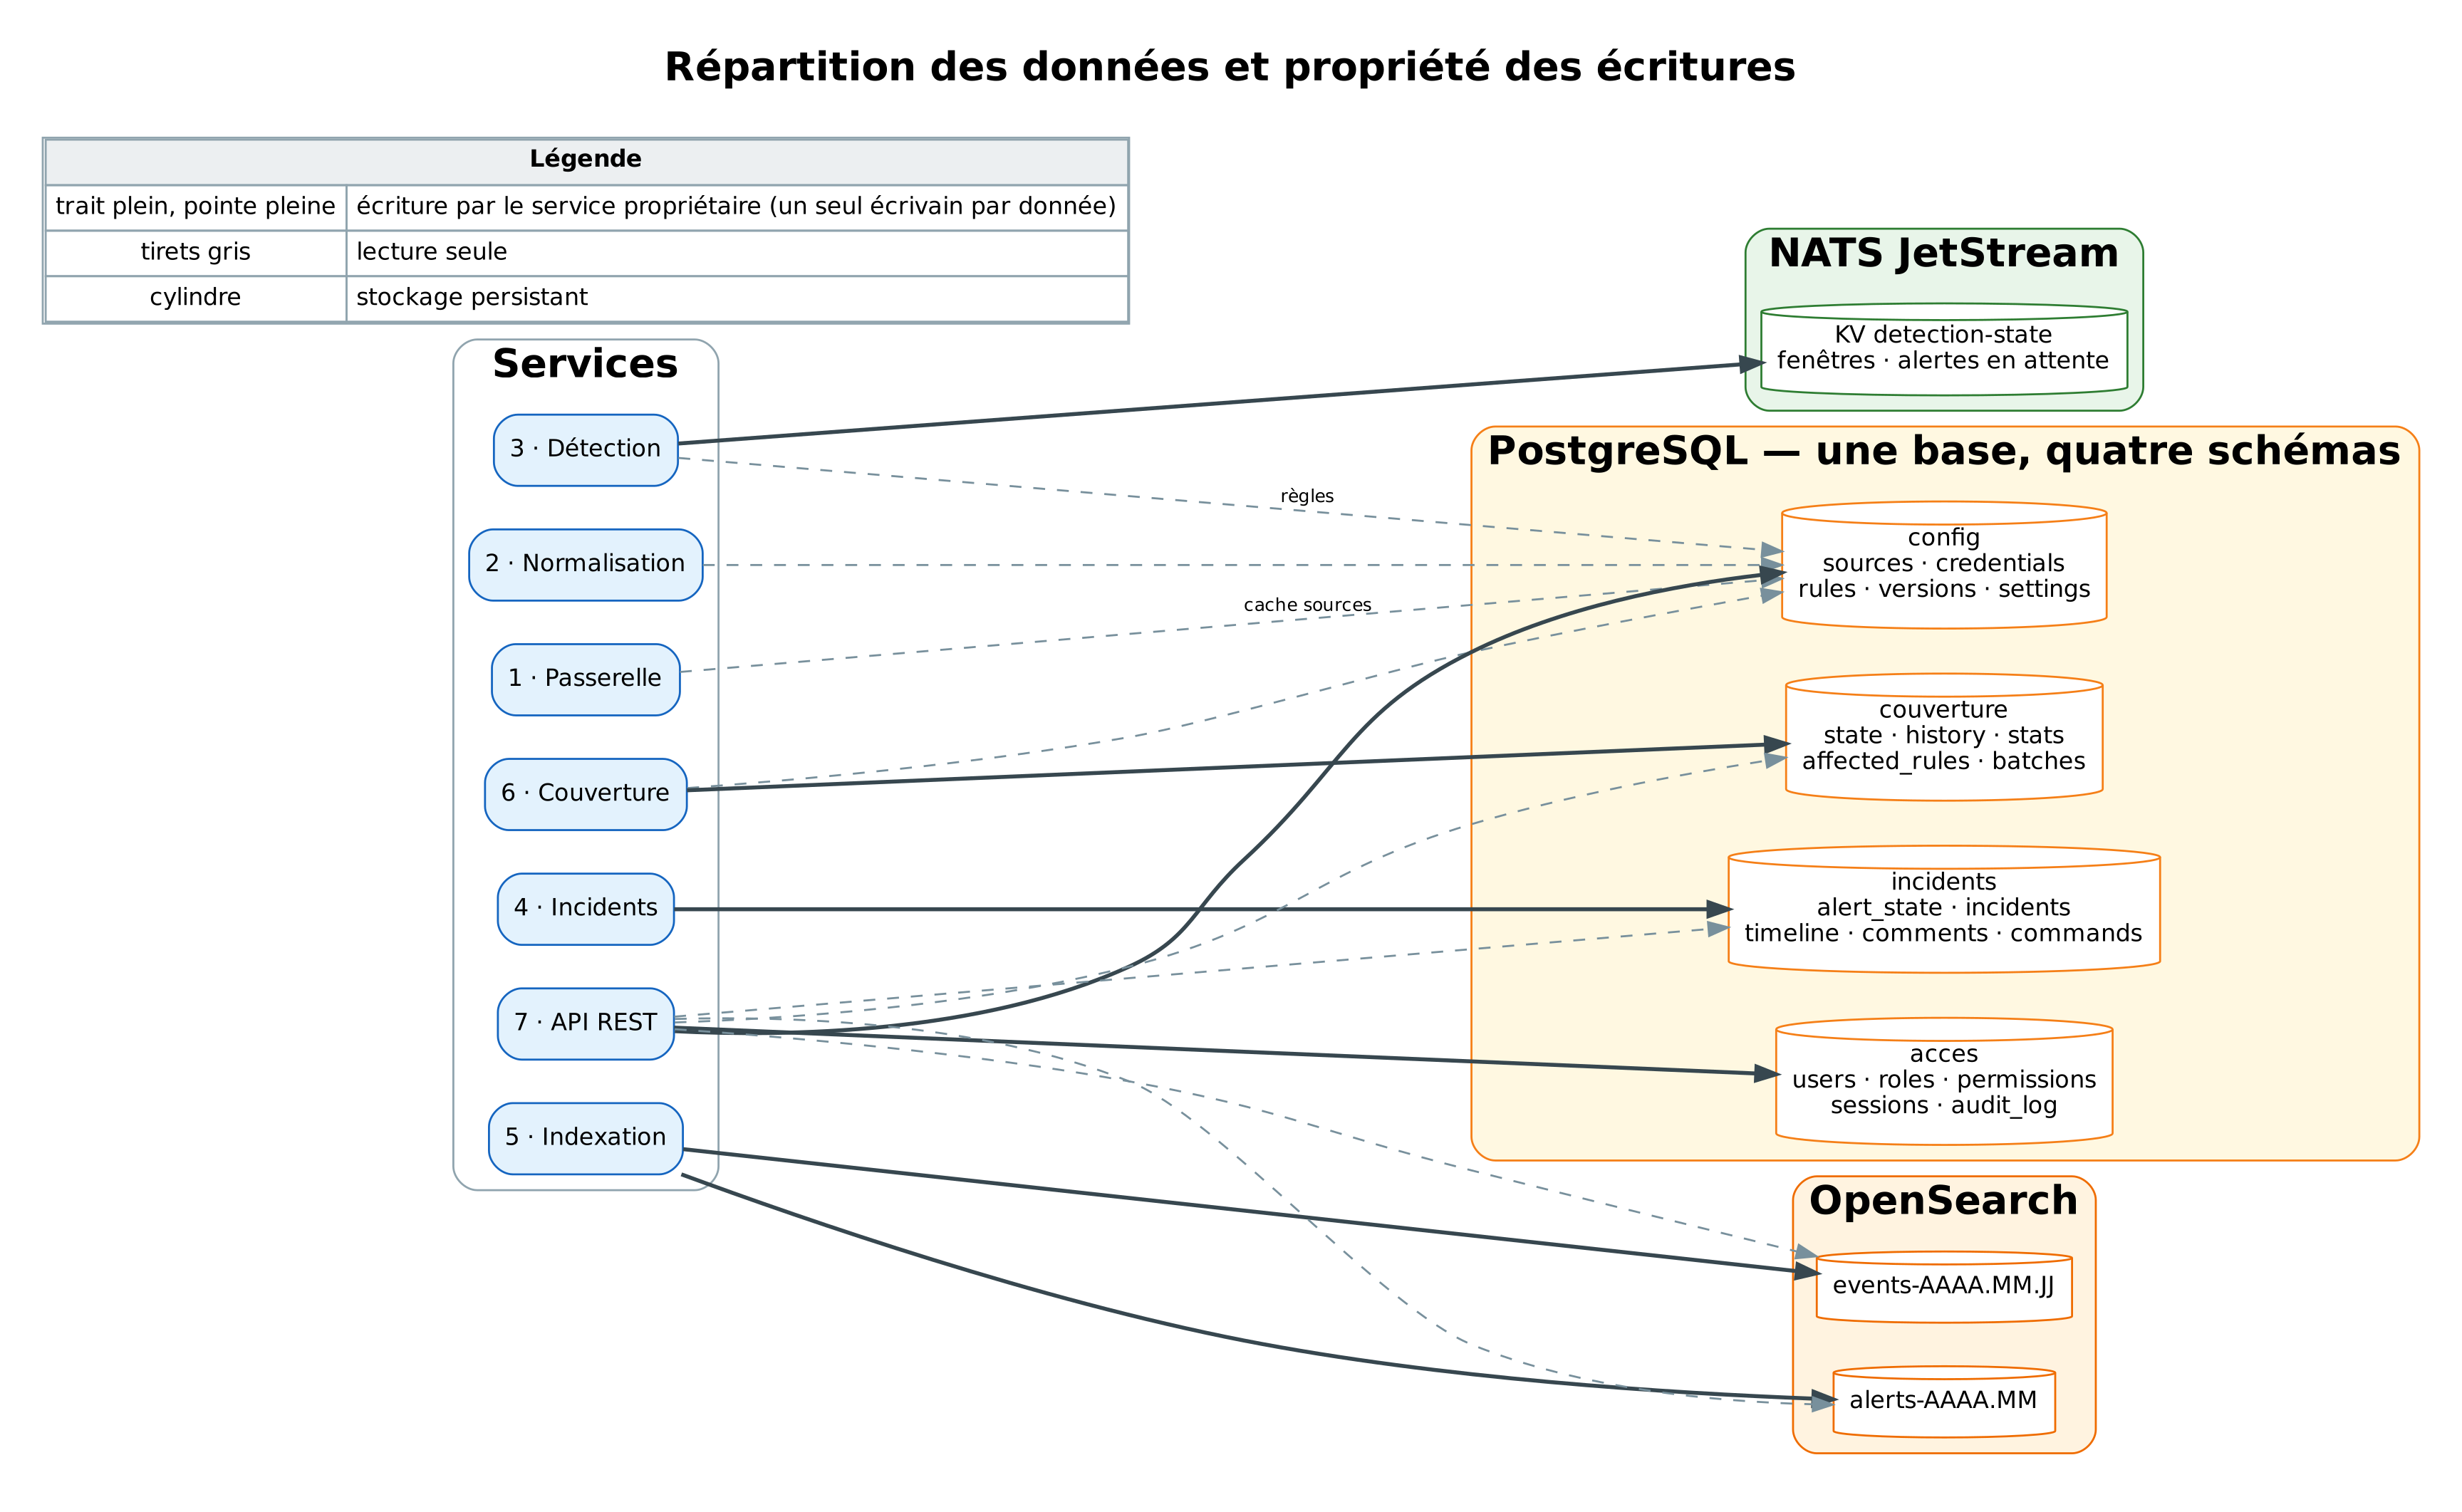 Répartition des données et propriété des écritures
Légende
trait plein, pointe pleine
écriture par le service propriétaire (un seul écrivain par donnée)
tirets gris
lecture seule
cylindre
stockage persistant
Services
3 · Détection
2 · Normalisation
1 · Passerelle
6 · Couverture
4 · Incidents
7 · API REST
5 · Indexation
règles
cache sources
NATS JetStream
KV detection-state
fenêtres · alertes en attente
PostgreSQL — une base, quatre schémas
config
sources · credentials
rules · versions · settings
couverture
state · history · stats
affected_rules · batches
incidents
alert_state · incidents
timeline · comments · commands
acces
users · roles · permissions
sessions · audit_log
OpenSearch
events-AAAA.MM.JJ
alerts-AAAA.MM